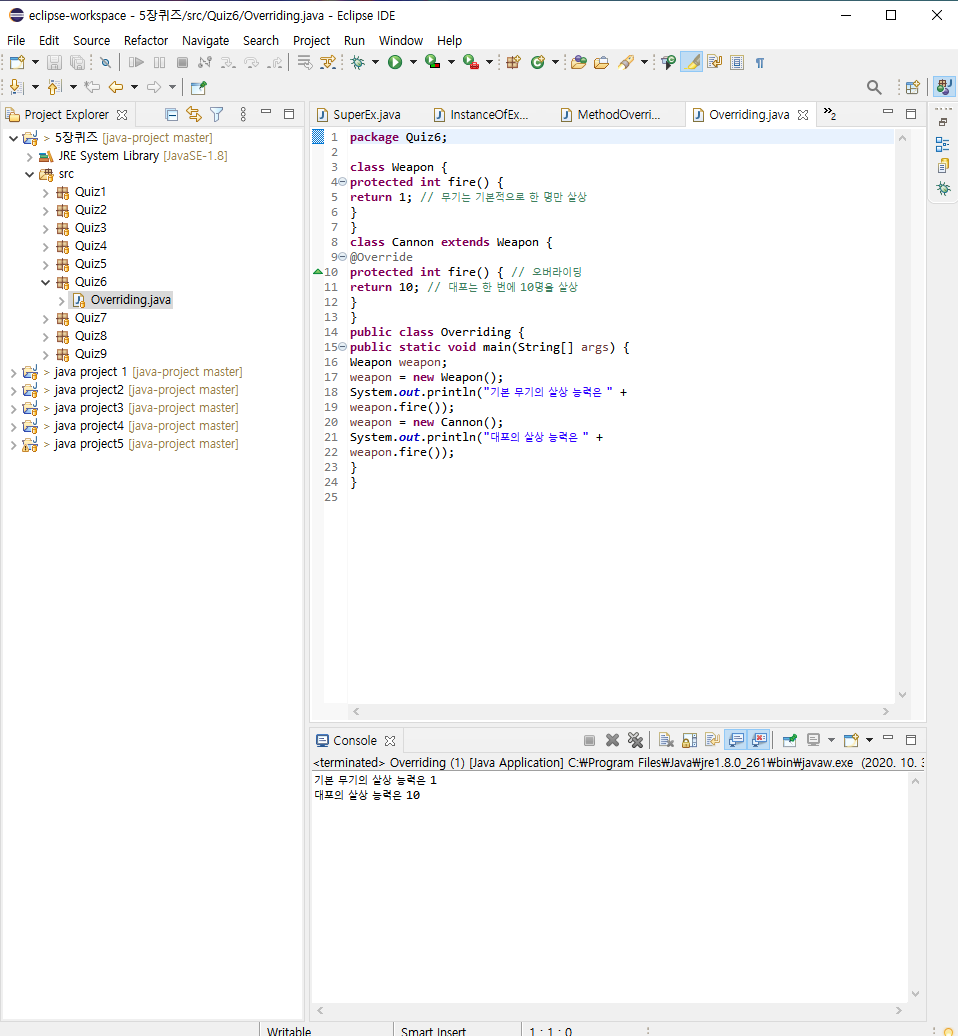 eclipse-workspace - 5장퀴즈/src/Quiz6/Overriding.java - Eclipse IDE
File Edit Source Refactor Navigate Search Project Run Window Help
Project Explorer
> 5장퀴즈 [java-project master]
JRE System Library [JavaSE-1.8]
src
Quiz1
Quiz2
Quiz3
Quiz4
Quiz5
Quiz6
Overriding.java
Quiz7
Quiz8
Quiz9
> java project 1 [java-project master]
> java project2 [java-project master]
> java project3 [java-project master]
> java project4 [java-project master]
> java project5 [java-project master]
SuperEx.java InstanceOfEx... MethodOverri... Overriding.java »2
1 package Quiz6;
2
3 class Weapon {
4 protected int fire() {
5 return 1; // 무기는 기본적으로 한 명만 살상
6 }
7 }
8 class Cannon extends Weapon {
9 @Override
10 protected int fire() { // 오버라이딩
11 return 10; // 대포는 한 번에 10명을 살상
12 }
13 }
14 public class Overriding {
15 public static void main(String[] args) {
16 Weapon weapon;
17 weapon = new Weapon();
18 System.out.println("기본 무기의 살상 능력은 " +
19 weapon.fire());
20 weapon = new Cannon();
21 System.out.println("대포의 살상 능력은 " +
22 weapon.fire());
23 }
24 }
25
Console
<terminated> Overriding (1) [Java Application] C:₩Program Files₩Java₩jre1.8.0_261₩bin₩javaw.exe (2020. 10. 3
기본 무기의 살상 능력은 1
대포의 살상 능력은 10
Writable Smart Insert 1 : 1 : 0